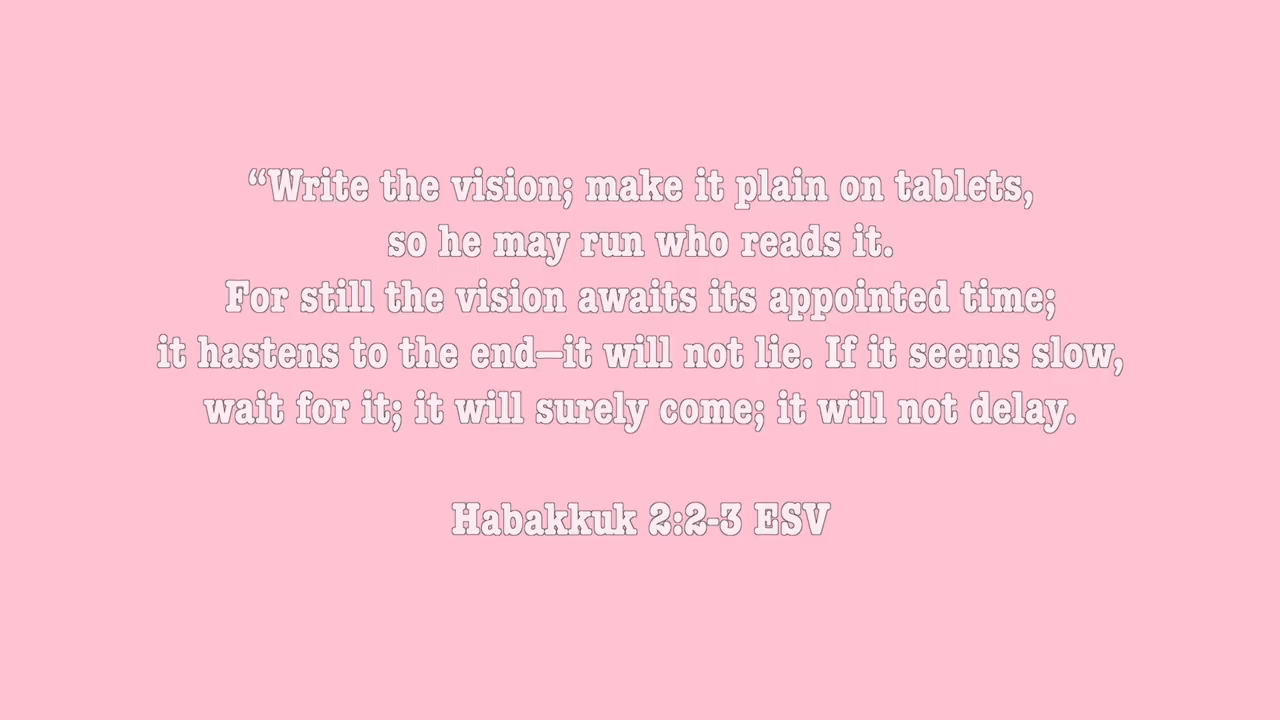 “Write the vision; make it plain on tablets,
so he may run who reads it.
For still the vision awaits its appointed time;
it hastens to the end—it will not lie. If it seems slow,
wait for it; it will surely come; it will not delay.
Habakkuk 2:2-3 ESV